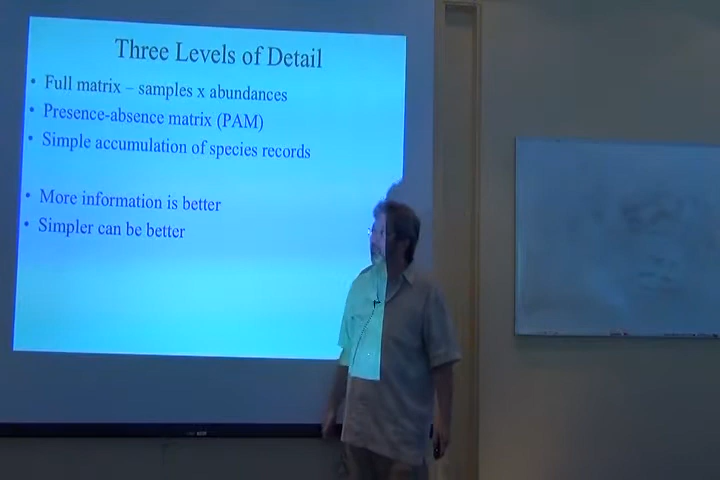 Three Levels of Detail
• Full matrix – samples x abundances
• Presence-absence matrix (PAM)
• Simple accumulation of species records
• More information is better
• Simpler can be better